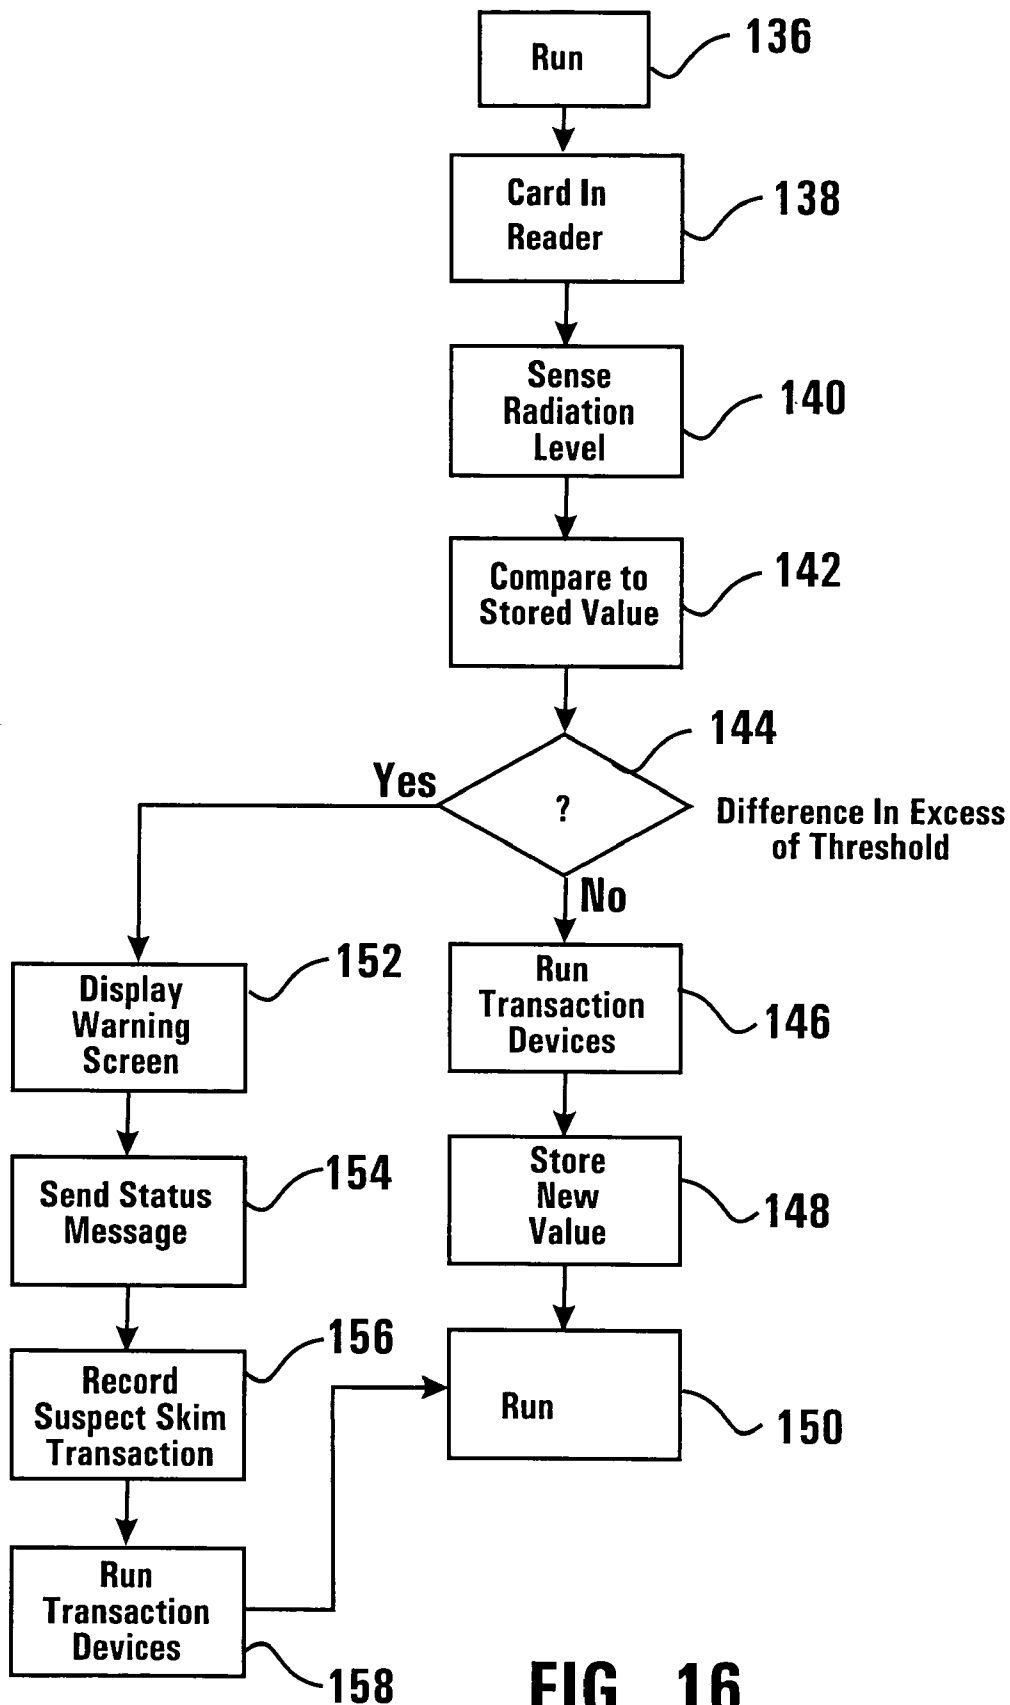 Run
136
Card In
Reader
138
Sense
Radiation
Level
140
Compare to
Stored Value
142
144
Yes
?
Difference In Excess
of Threshold
No
Display
Warning
Screen
152
Run
Transaction
Devices
146
Send Status
Message
154
Store
New
Value
148
Record
Suspect Skim
Transaction
156
Run
150
Run
Transaction
Devices
158
FIG 16